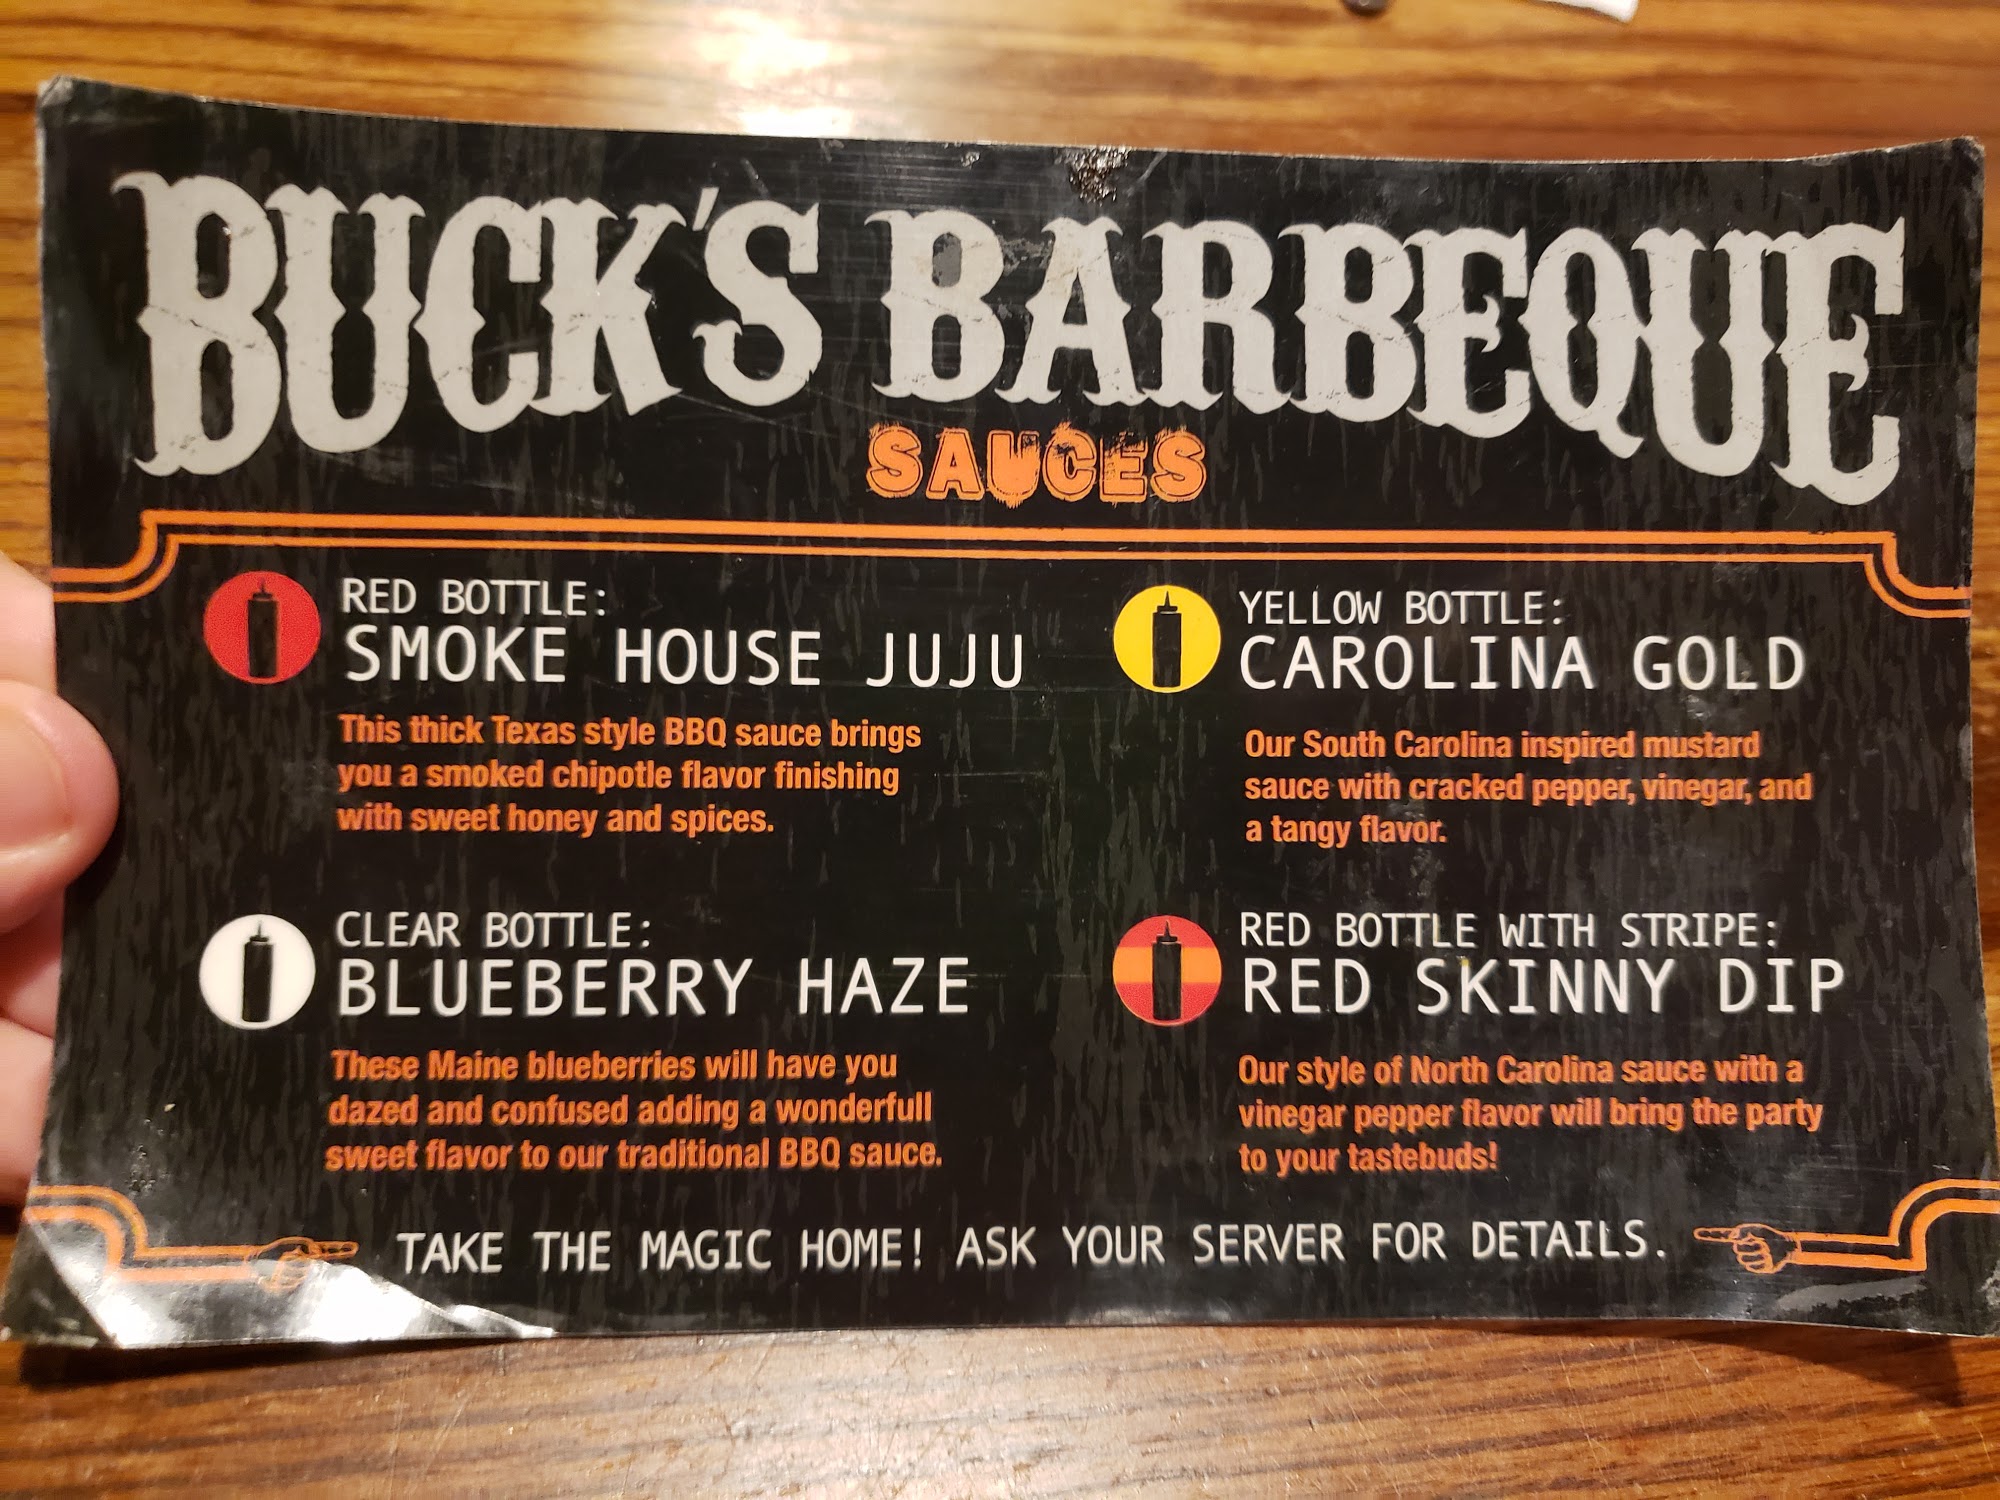 BUCK'S BARBEQUE
SAUCES
RED BOTTLE:
SMOKE HOUSE JUJU
This thick Texas style BBQ sauce brings
you a smoked chipotle flavor finishing
with sweet honey and spices.
YELLOW BOTTLE:
CAROLINA GOLD
Our South Carolina inspired mustard
sauce with cracked pepper, vinegar, and
a tangy flavor.
CLEAR BOTTLE:
BLUEBERRY HAZE
These Maine blueberries will have you
dazed and confused adding a wonderfull
sweet flavor to our traditional BBQ sauce.
RED BOTTLE WITH STRIPE:
RED SKINNY DIP
Our style of North Carolina sauce with a
vinegar pepper flavor will bring the party
to your tastebuds!
TAKE THE MAGIC HOME! ASK YOUR SERVER FOR DETAILS.